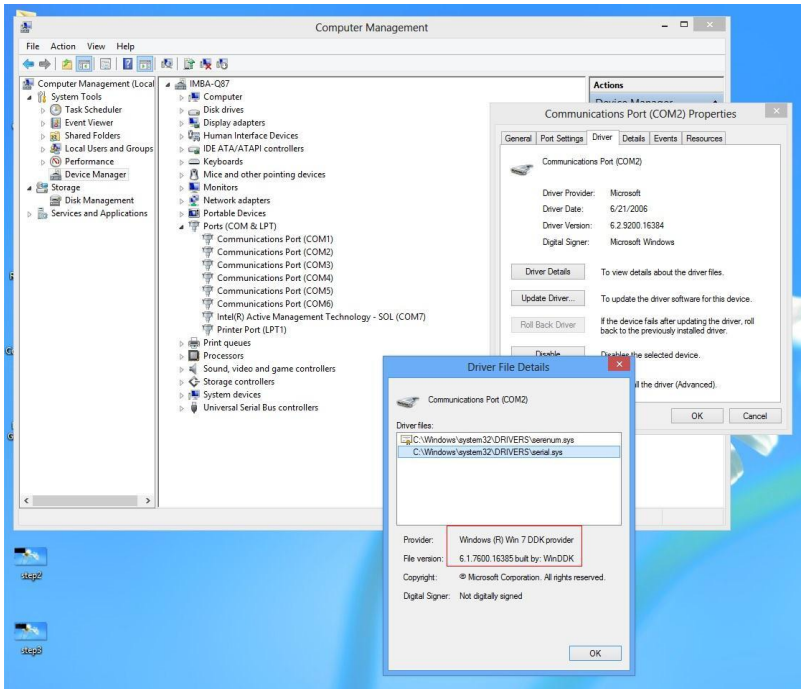 Computer Management
File Action View Help
Computer Management (Local
System Tools
Task Scheduler
Event Viewer
Shared Folders
Local Users and Groups
Performance
Device Manager
Storage
Disk Management
Services and Applications
IMBA-Q87
Computer
Disk drives
Display adapters
Human Interface Devices
IDE ATA/ATAPI controllers
Keyboards
Mice and other pointing devices
Monitors
Network adapters
Portable Devices
Ports (COM & LPT)
Communications Port (COM1)
Communications Port (COM2)
Communications Port (COM3)
Communications Port (COM4)
Communications Port (COM5)
Communications Port (COM6)
Intel(R) Active Management Technology - SOL (COM7)
Printer Port (LPT1)
Print queues
Processors
Sound, video and game controllers
Storage controllers
System devices
Universal Serial Bus controllers
Actions
Device Manager
Communications Port (COM2) Properties
General Port Settings Driver Details Events Resources
Communications Port (COM2)
Driver Provider: Microsoft
Driver Date: 6/21/2006
Driver Version: 6.2.9200.16384
Digital Signer: Microsoft Windows
Driver Details To view details about the driver files.
Update Driver... To update the driver software for this device.
Roll Back Driver If the device fails after updating the driver, roll
back to the previously installed driver.
Disable Disables the selected device.
the driver (Advanced).
OK Cancel
Driver File Details
Communications Port (COM2)
Driver files:
C:\Windows\system32\DRIVERS\serenum.sys
C:\Windows\system32\DRIVERS\serial.sys
Provider: Windows (R) Win 7 DDK provider
File version: 6.1.7600.16385 built by: WinDDK
Copyright: © Microsoft Corporation. All rights reserved.
Digital Signer: Not digitally signed
OK
step2
step3